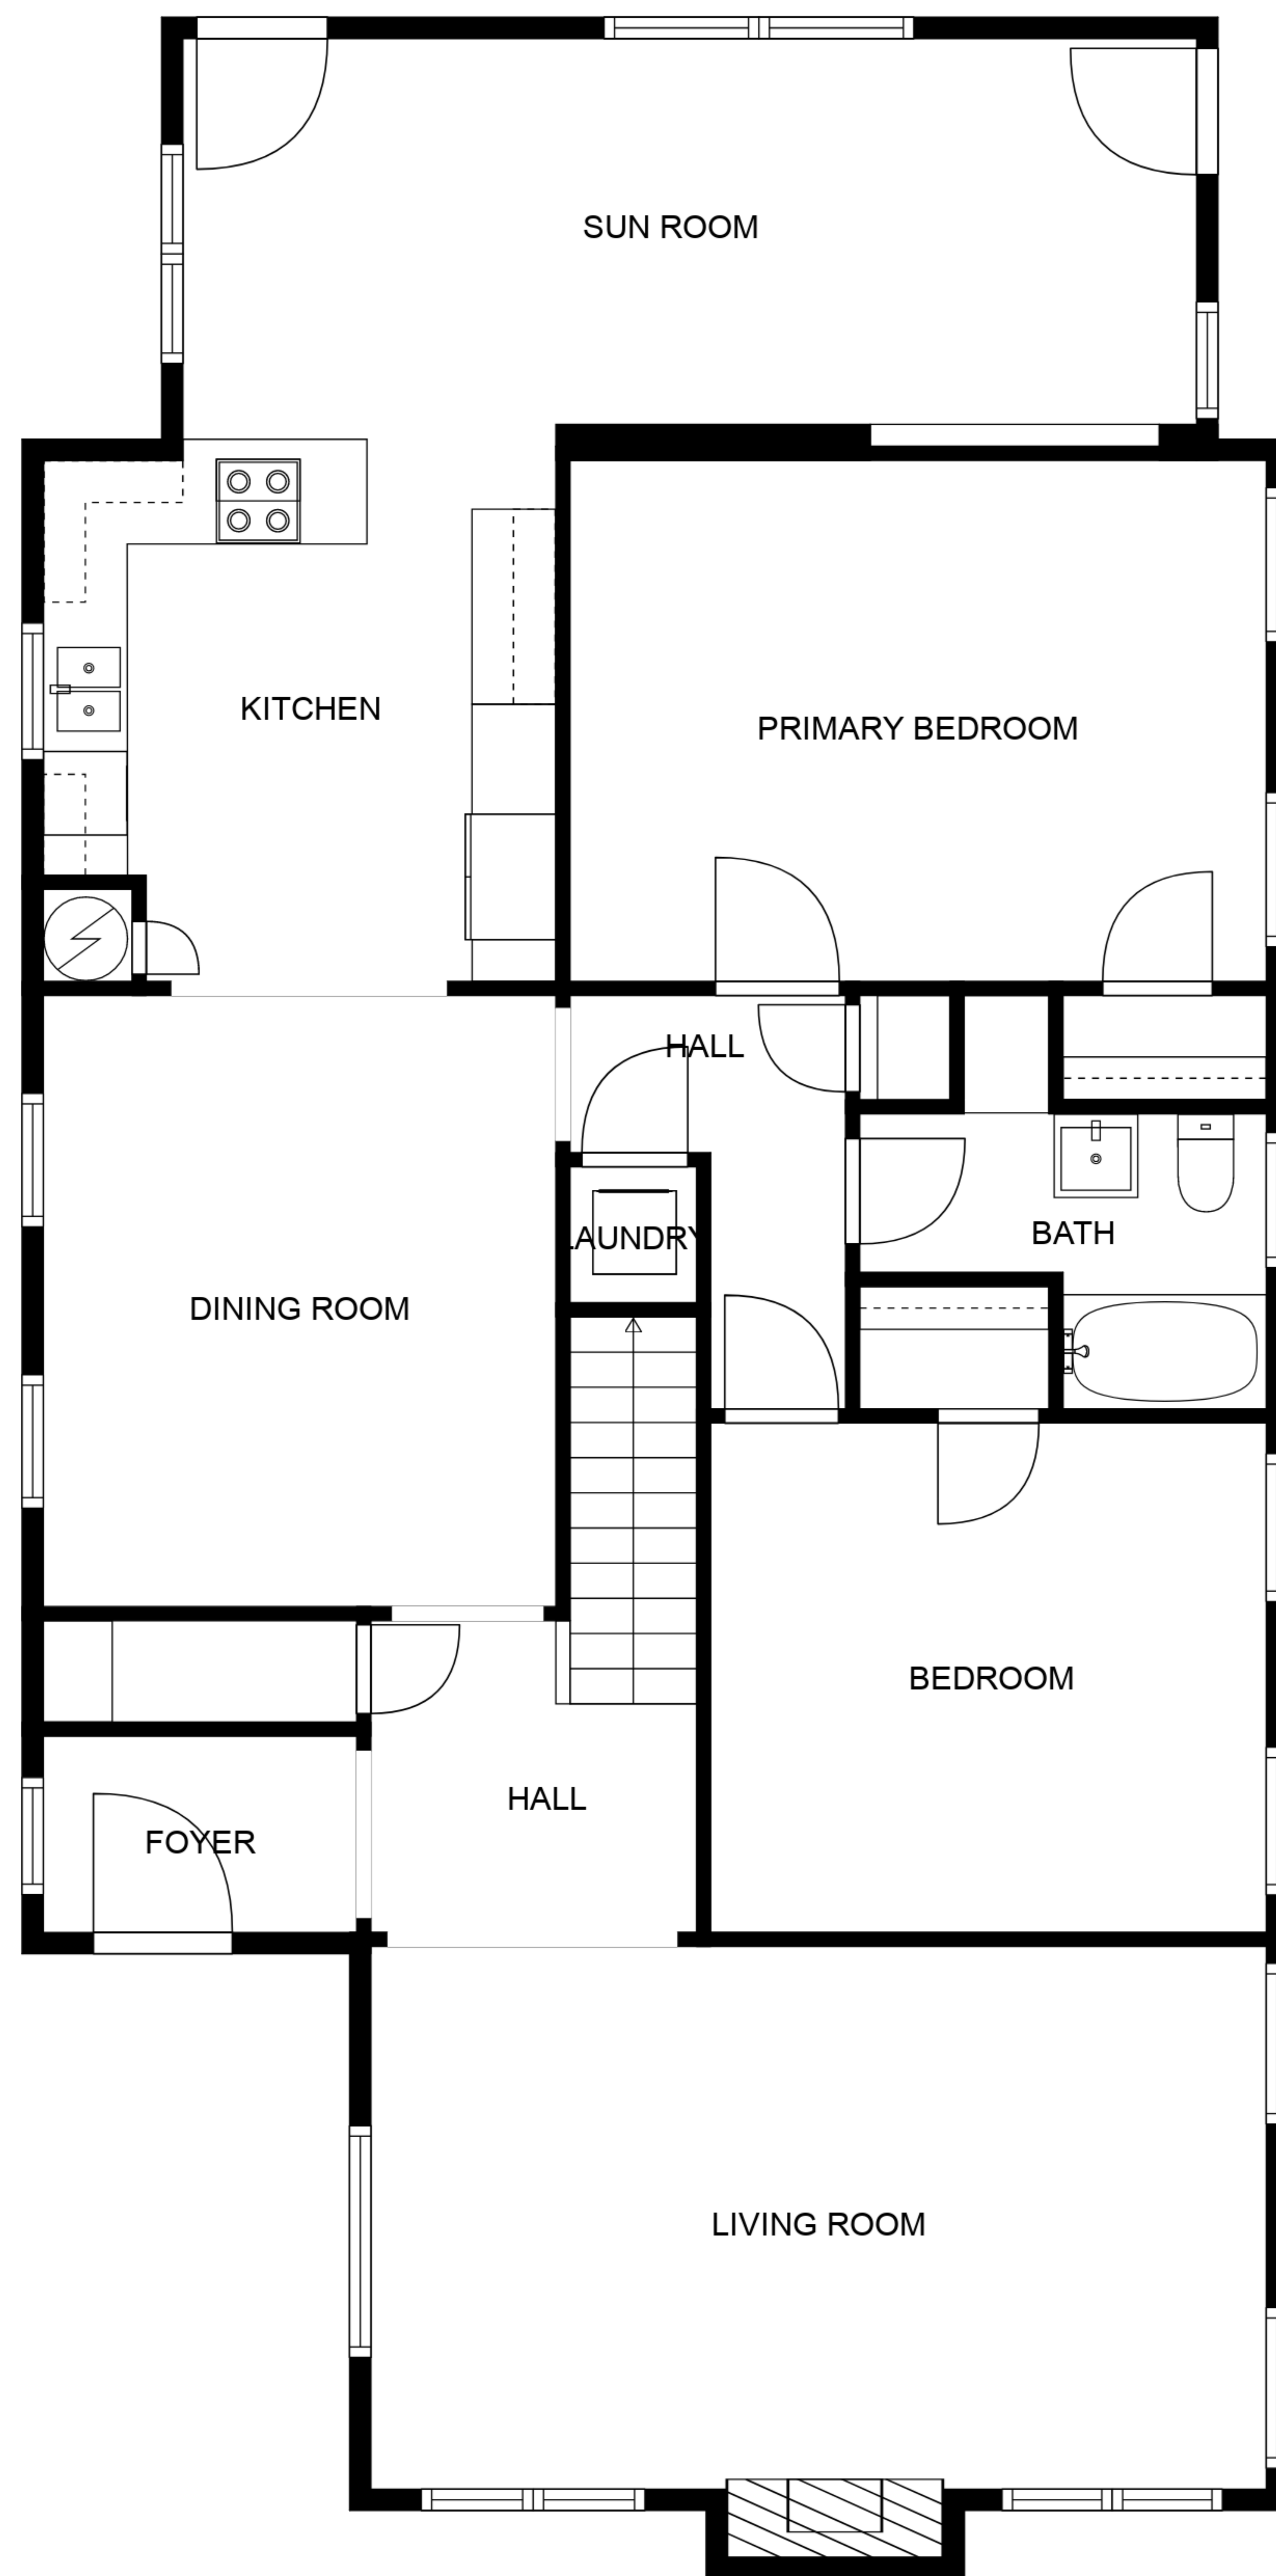 SUN ROOM
KITCHEN
PRIMARY BEDROOM
HALL
LAUNDRY
BATH
DINING ROOM
BEDROOM
HALL
FOYER
LIVING ROOM